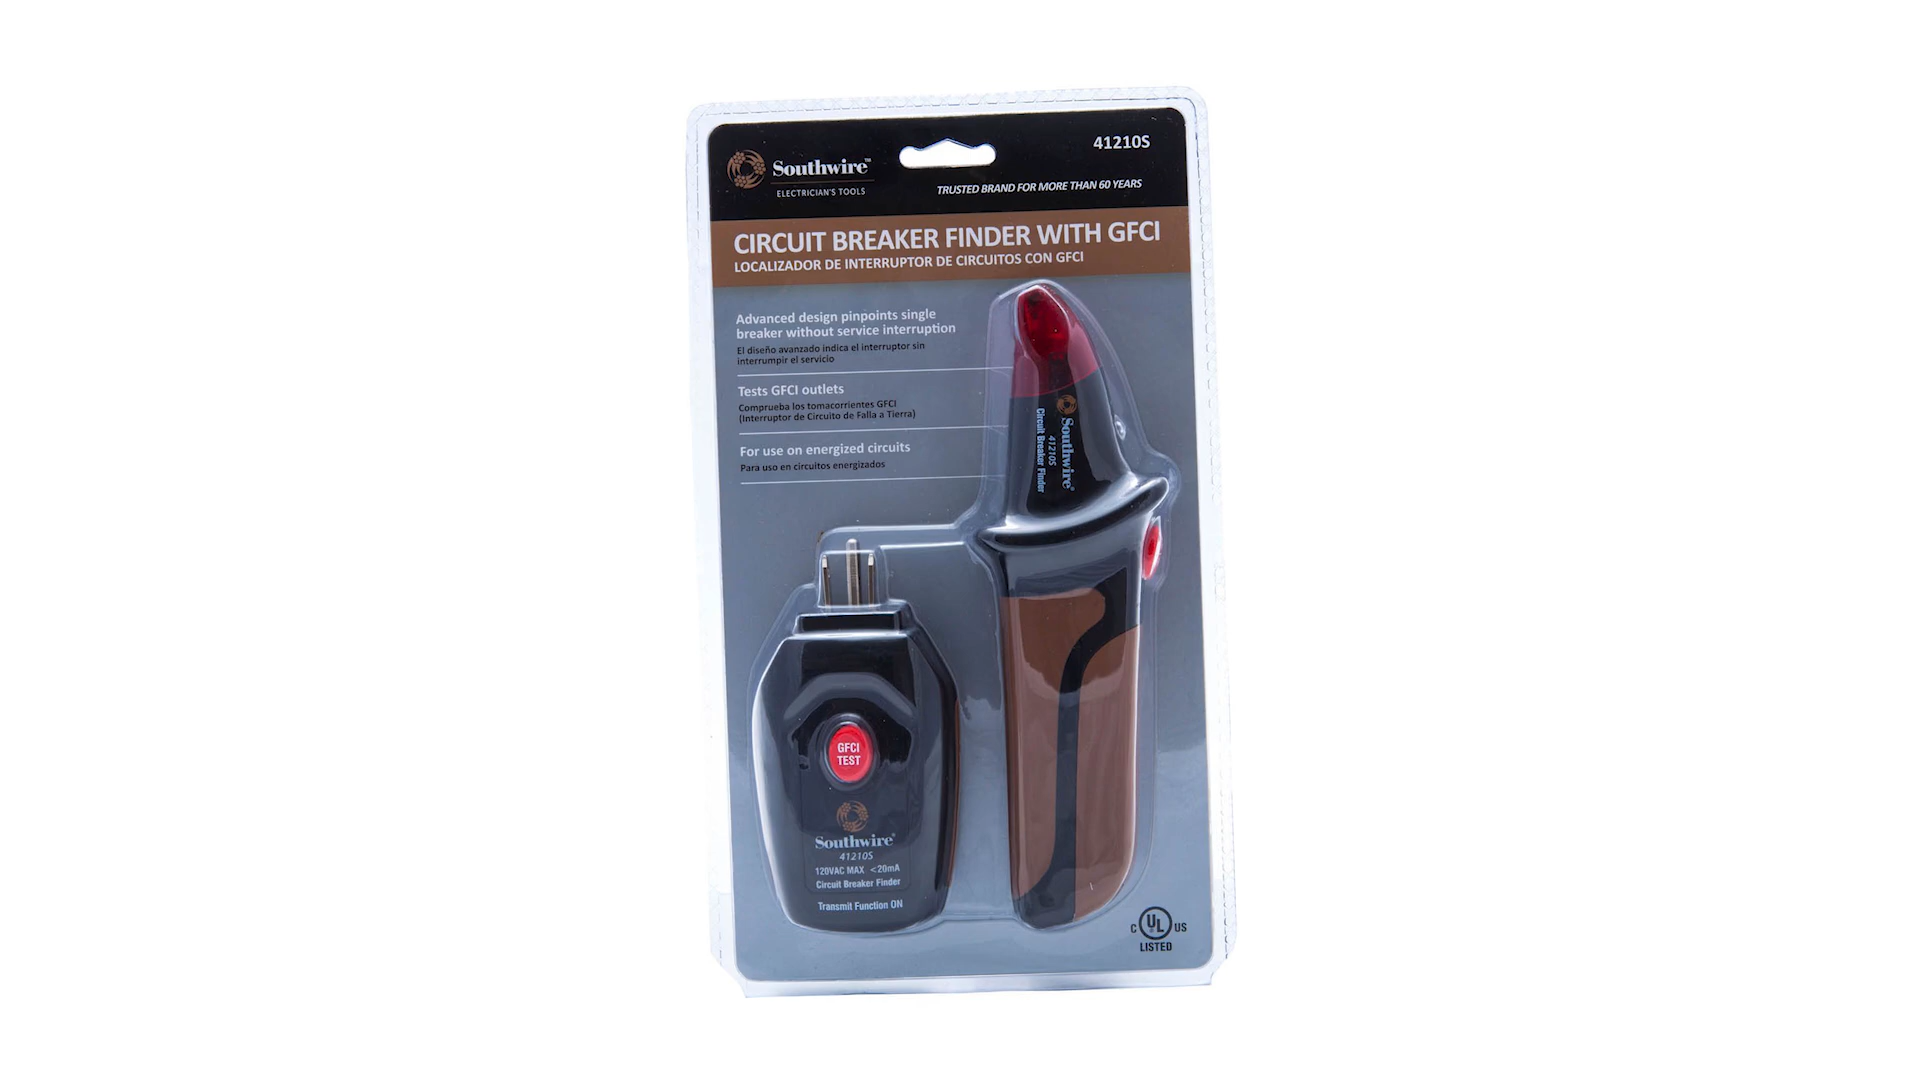 Southwire™
ELECTRICIAN'S TOOLS
41210S
TRUSTED BRAND FOR MORE THAN 60 YEARS
CIRCUIT BREAKER FINDER WITH GFCI
LOCALIZADOR DE INTERRUPTOR DE CIRCUITOS CON GFCI
Advanced design pinpoints single
breaker without service interruption
El diseño avanzado indica el interruptor sin
interrumpir el servicio
Tests GFCI outlets
Comprueba los tomacorrientes GFCI
(Interruptor de Circuito de Falla a Tierra)
For use on energized circuits
Para uso en circuitos energizados
Southwire®
41210S
Circuit Breaker Finder
GFCI
TEST
Southwire®
41210S
120VAC MAX <20mA
Circuit Breaker Finder
Transmit Function ON
C UL US
LISTED